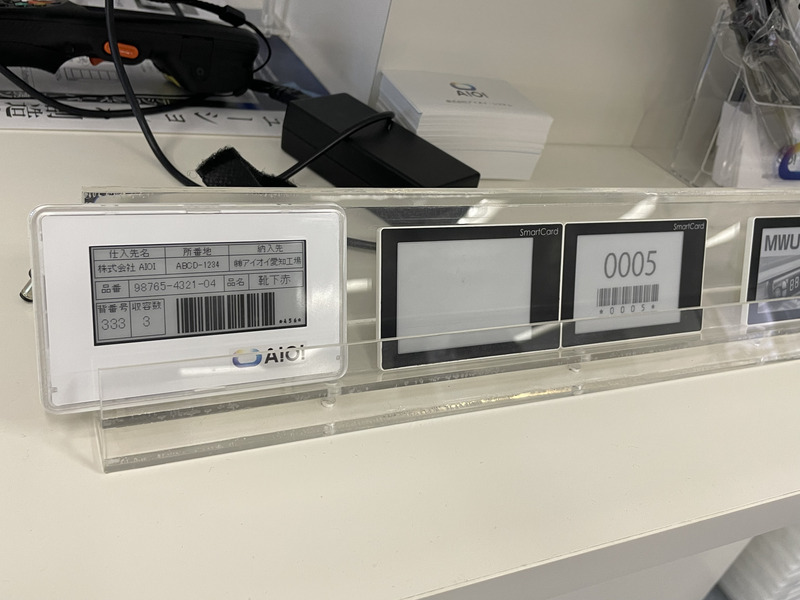 AIOI
仕入先名 所番地 納入先
株式会社 AIOI ABCD-1234 ㈱アイオイ愛知工場
品番 98765-4321-04 品名 靴下赤
背番号 収容数
333 3
*454*
AIOI
SmartCard
SmartCard
0005
*0005*
MWU